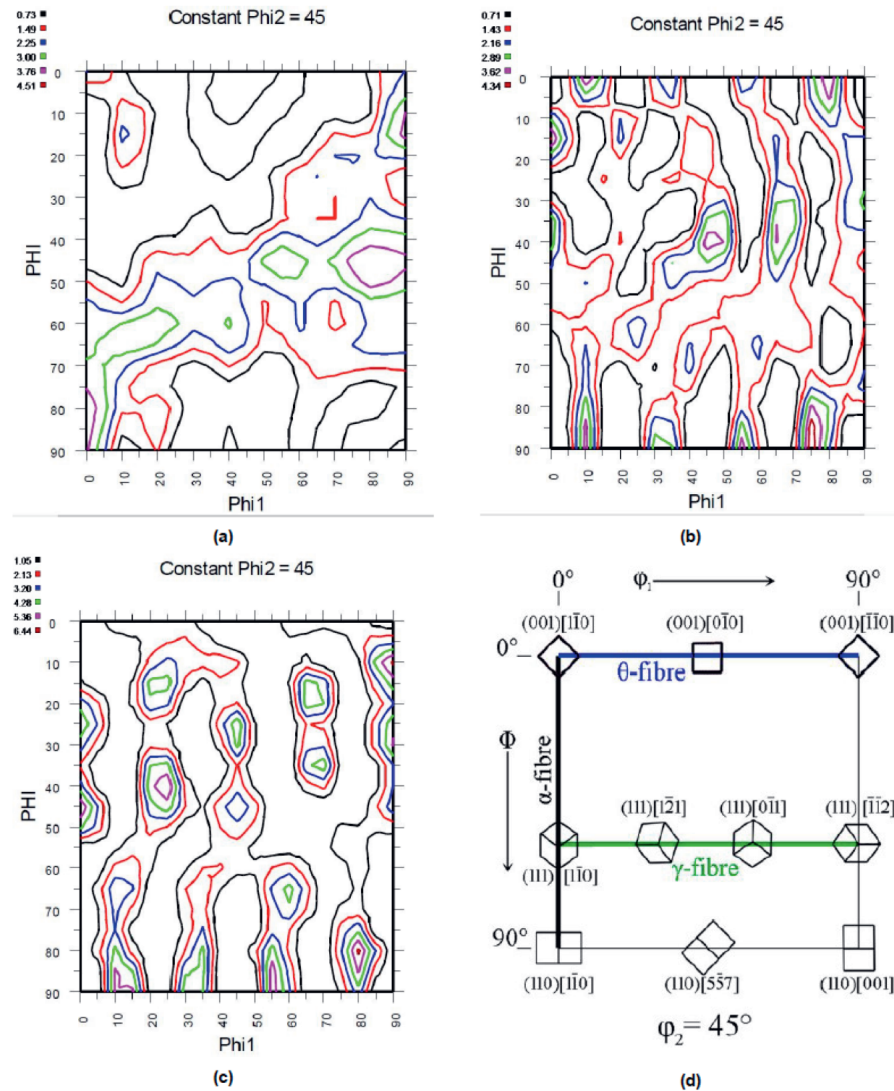 Constant Phi2 = 45
0.73
1.49
2.25
3.00
3.76
4.51
PHI
0
10
20
30
40
50
60
70
80
90
0 10 20 30 40 50 60 70 80 90
Phi1
(a)
Constant Phi2 = 45
0.71
1.43
2.16
2.89
3.62
4.34
PHI
0
10
20
30
40
50
60
70
80
90
0 10 20 30 40 50 60 70 80 90
Phi1
(b)
Constant Phi2 = 45
1.05
2.13
3.20
4.28
5.36
6.44
PHI
0
10
20
30
40
50
60
70
80
90
0 10 20 30 40 50 60 70 80 90
Phi1
(c)
0° φ₁ 90°
(001)[11̄0] (001)[01̄0] (001)[1̄1̄0]
0°
θ-fibre
Φ
α-fibre
(111)[12̄1] (111)[01̄1] (111) [1̄1̄2]
(111) [11̄0]
γ-fibre
90°
(110)[11̄0] (110)[55̄7] (110)[001]
φ₂= 45°
(d)